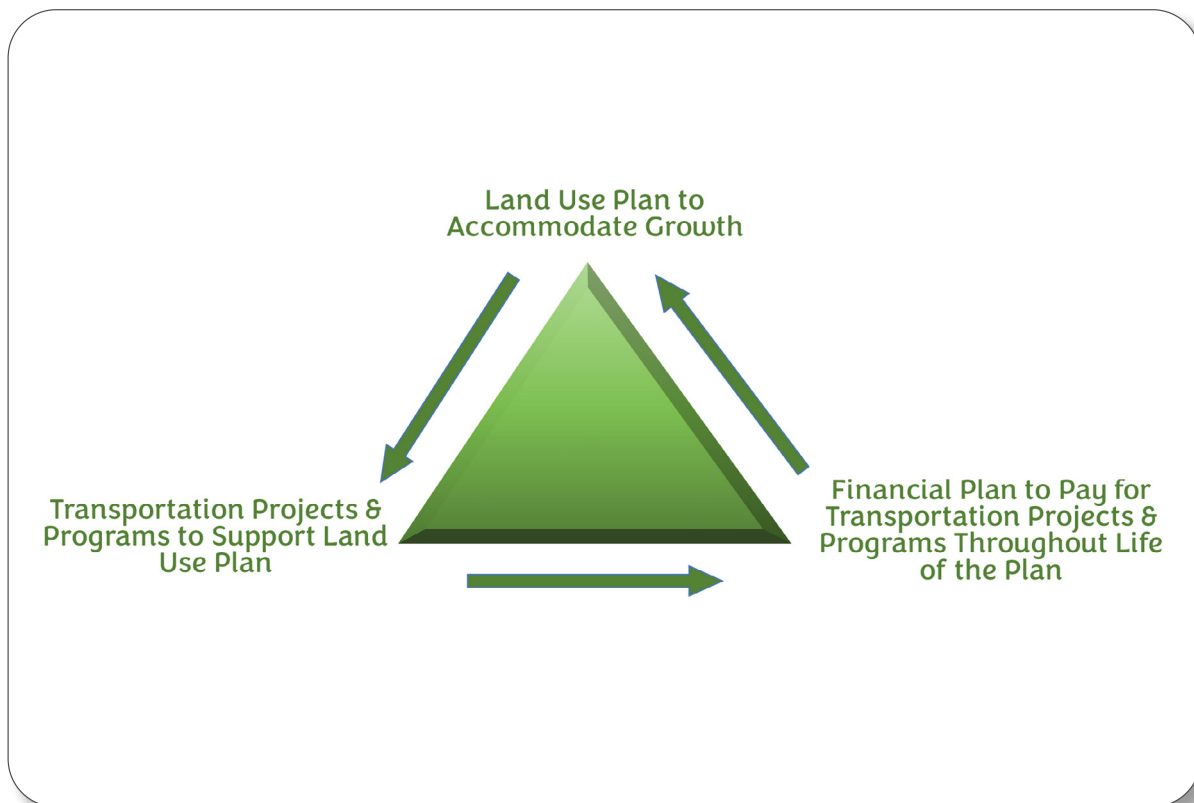 Land Use Plan to
Accommodate Growth
Transportation Projects &
Programs to Support Land
Use Plan
Financial Plan to Pay for
Transportation Projects &
Programs Throughout Life
of the Plan